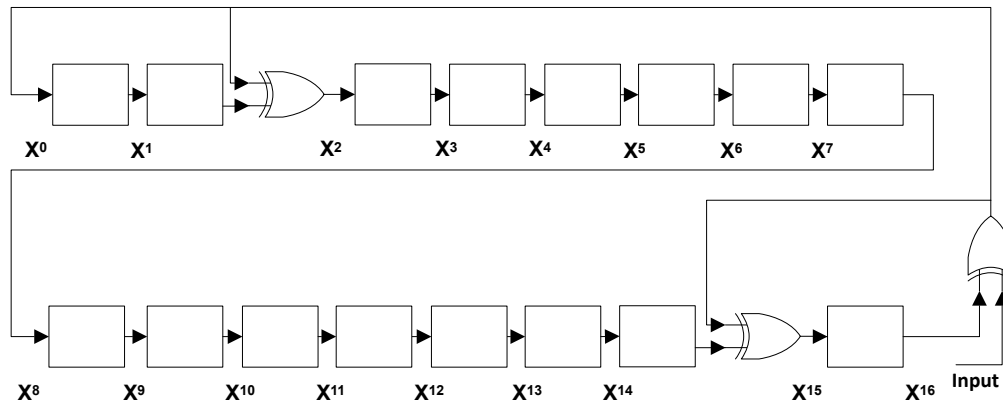 X⁰ X¹ X² X³ X⁴ X⁵ X⁶ X⁷
X⁸ X⁹ X¹⁰ X¹¹ X¹² X¹³ X¹⁴ X¹⁵ X¹⁶ Input